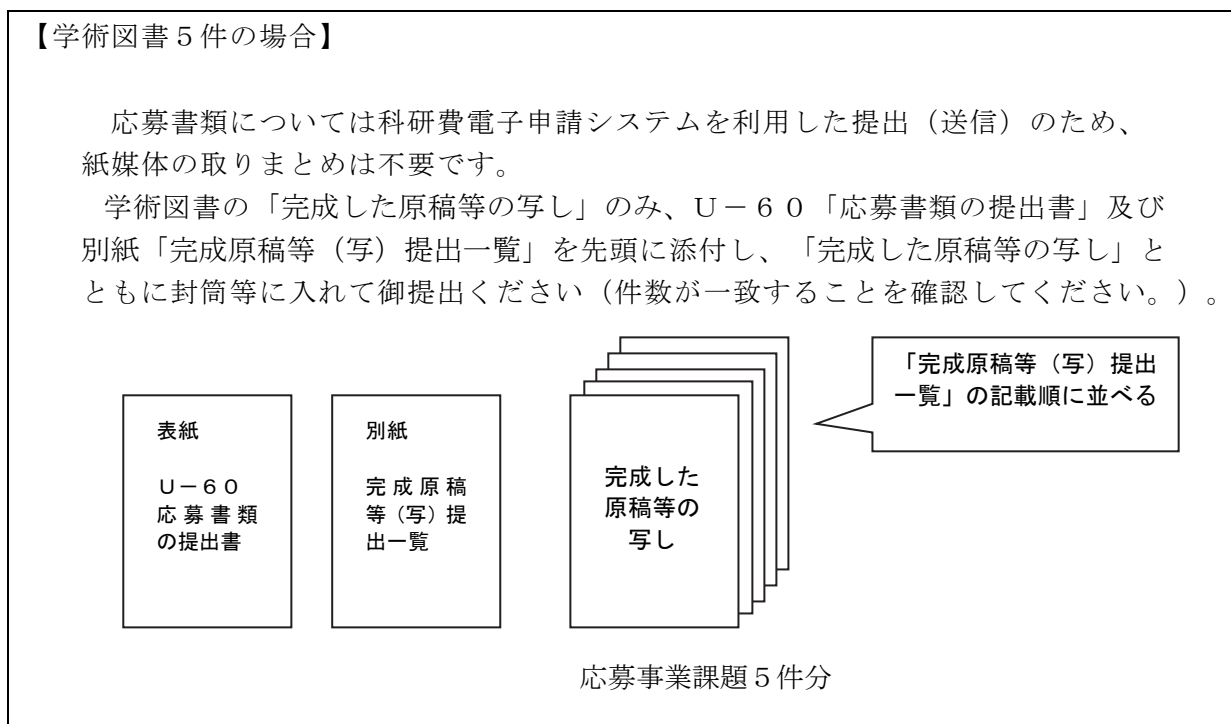 【学術図書５件の場合】
応募書類については科研費電子申請システムを利用した提出（送信）のため、
紙媒体の取りまとめは不要です。
学術図書の「完成した原稿等の写し」のみ、Ｕ－６０「応募書類の提出書」及び
別紙「完成原稿等（写）提出一覧」を先頭に添付し、「完成した原稿等の写し」と
ともに封筒等に入れて御提出ください（件数が一致することを確認してください。）。
表紙
Ｕ－６０
応募書類
の提出書
別紙
完成原稿
等（写）提
出一覧
完成した
原稿等の
写し
「完成原稿等（写）提出
一覧」の記載順に並べる
応募事業課題５件分